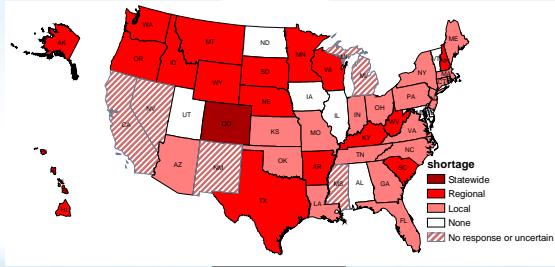 WA
MT
ND
MN
OR
ID
SD
WI
MI
WY
NE
IA
NV
UT
CO
IL
IN
OH
PA
NY
ME
CA
KS
MO
KY
WV
VA
AZ
NM
OK
AR
TN
NC
SC
TX
LA
MS
AL
GA
FL
AK
HI
shortage
Statewide
Regional
Local
None
No response or uncertain